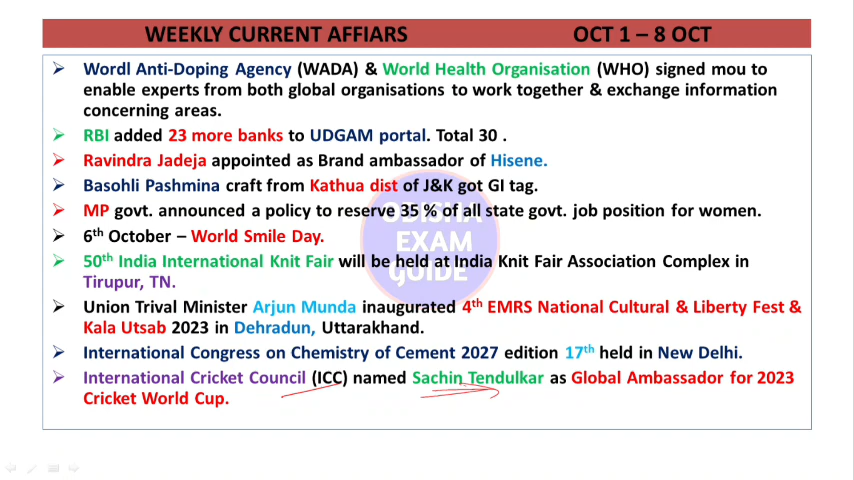 WEEKLY CURRENT AFFIARS OCT 1 – 8 OCT
➢ Wordl Anti-Doping Agency (WADA) & World Health Organisation (WHO) signed mou to
enable experts from both global organisations to work together & exchange information
concerning areas.
➢ RBI added 23 more banks to UDGAM portal. Total 30 .
➢ Ravindra Jadeja appointed as Brand ambassador of Hisene.
➢ Basohli Pashmina craft from Kathua dist of J&K got GI tag.
➢ MP govt. announced a policy to reserve 35 % of all state govt. job position for women.
➢ 6th October – World Smile Day.
➢ 50th India International Knit Fair will be held at India Knit Fair Association Complex in
Tirupur, TN.
➢ Union Trival Minister Arjun Munda inaugurated 4th EMRS National Cultural & Liberty Fest &
Kala Utsab 2023 in Dehradun, Uttarakhand.
➢ International Congress on Chemistry of Cement 2027 edition 17th held in New Delhi.
➢ International Cricket Council (ICC) named Sachin Tendulkar as Global Ambassador for 2023
Cricket World Cup.
ODISHA
EXAM
GUIDE